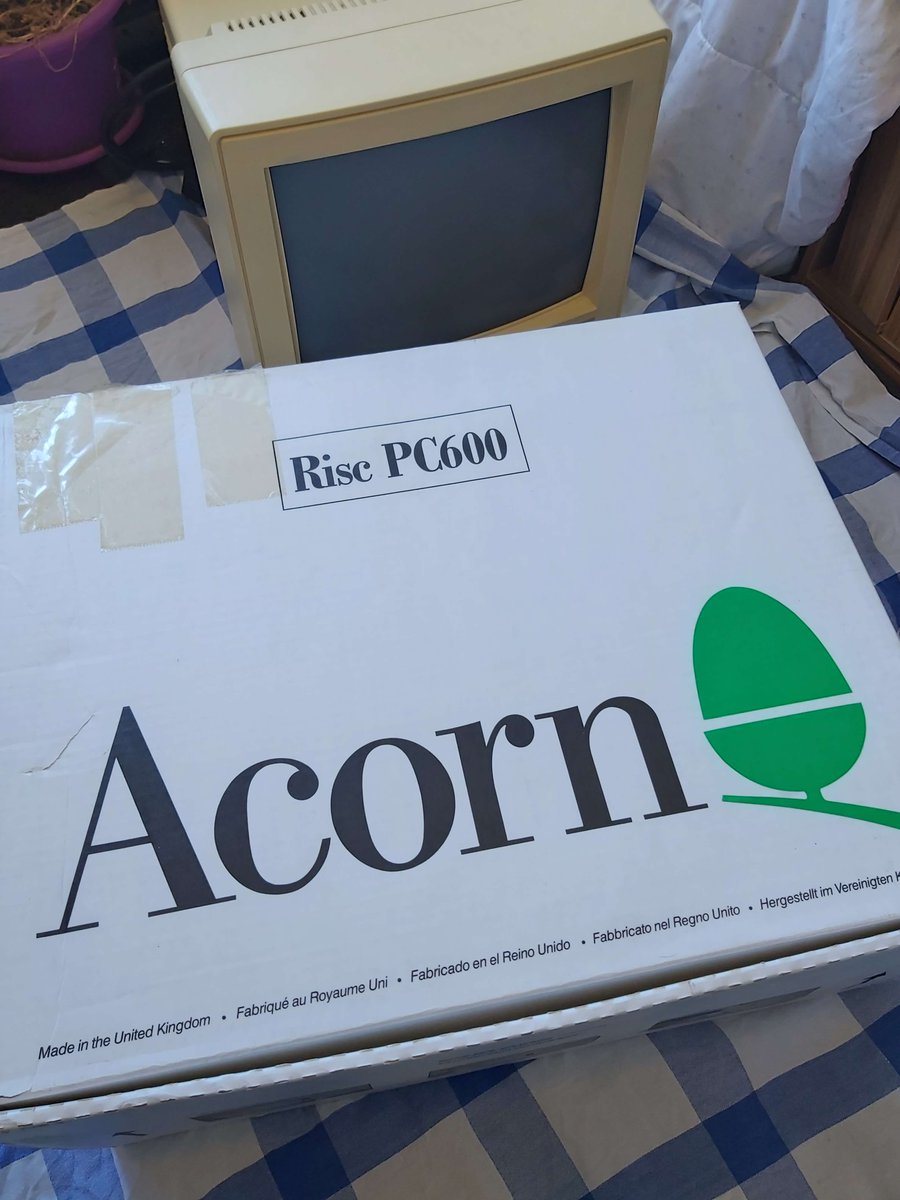 Risc PC600
Acorn
Made in the United Kingdom • Fabriqué au Royaume Uni • Fabricado en el Reino Unido • Fabbricato nel Regno Unito • Hergestellt im Vereinigten